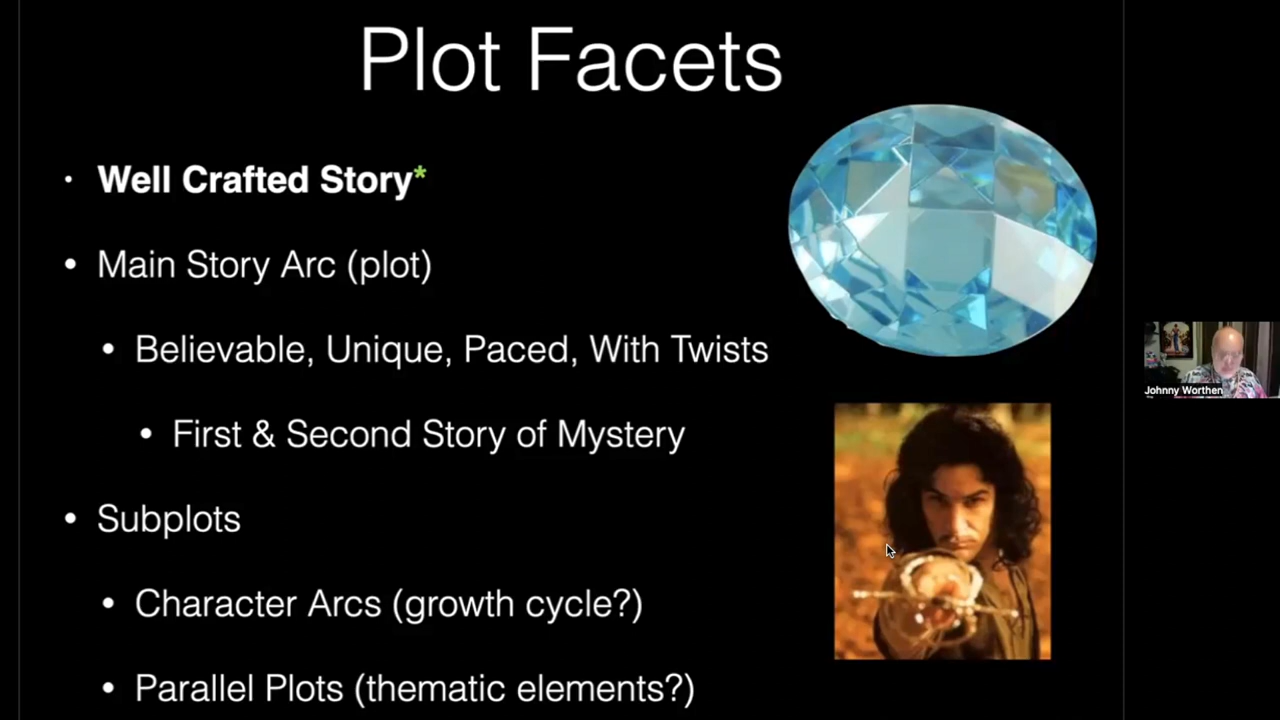 Plot Facets
• Well Crafted Story*
• Main Story Arc (plot)
• Believable, Unique, Paced, With Twists
• First & Second Story of Mystery
• Subplots
• Character Arcs (growth cycle?)
• Parallel Plots (thematic elements?)
Johnny Worthen